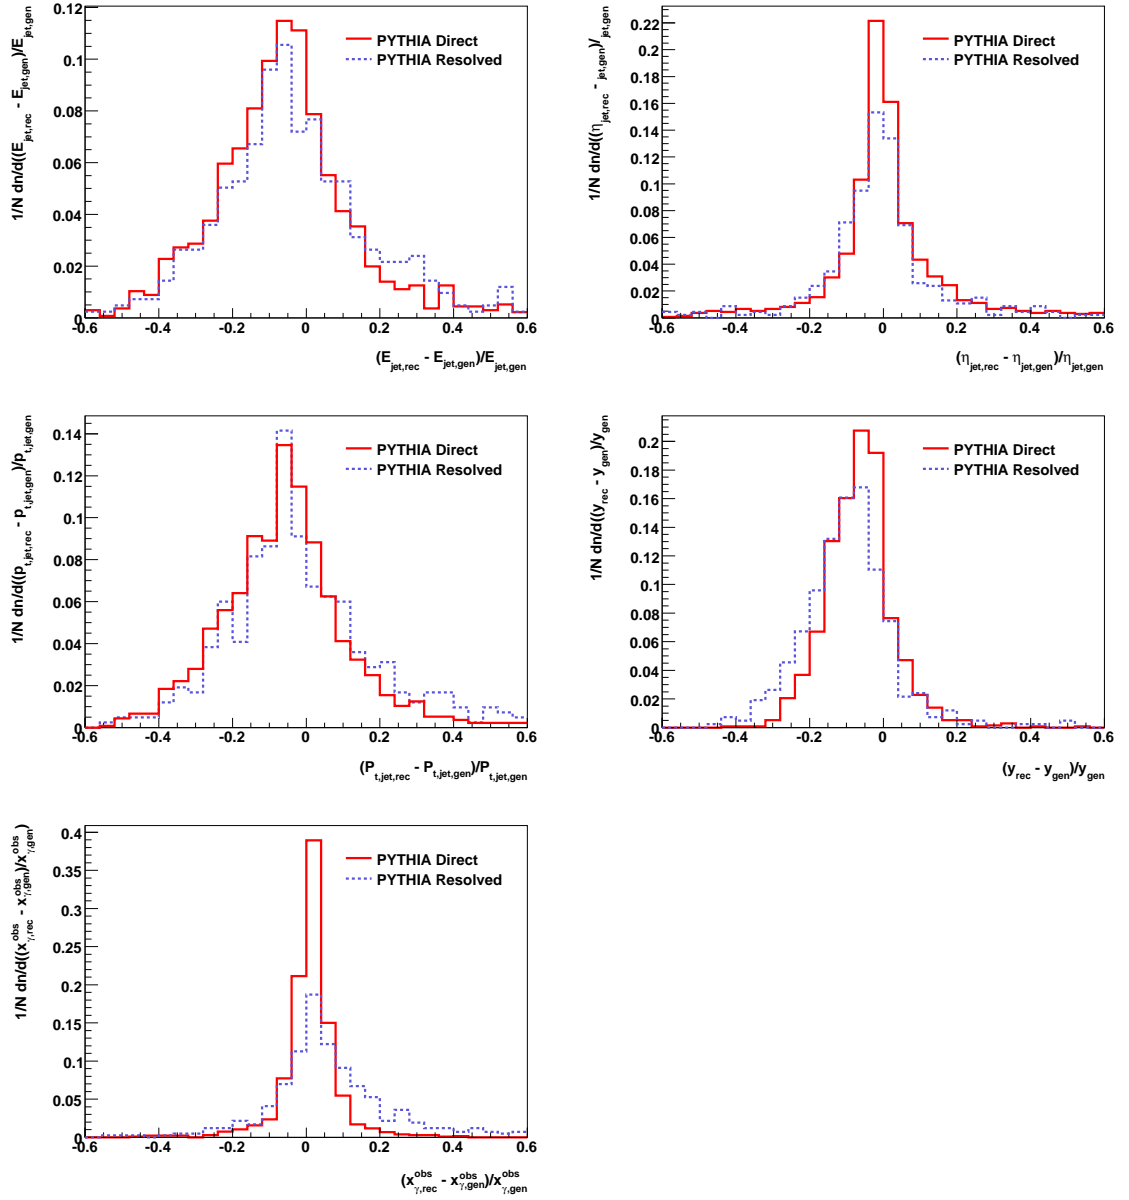 1/N dn/d((E_jet,rec - E_jet,gen)/E_jet,gen
0.12
0.1
0.08
0.06
0.04
0.02
0
PYTHIA Direct
PYTHIA Resolved
-0.6 -0.4 -0.2 0 0.2 0.4 0.6
(E_jet,rec - E_jet,gen)/E_jet,gen
1/N dn/d((η_jet,rec - _jet,gen)/_jet,gen
0.22
0.2
0.18
0.16
0.14
0.12
0.1
0.08
0.06
0.04
0.02
0
PYTHIA Direct
PYTHIA Resolved
-0.6 -0.4 -0.2 0 0.2 0.4 0.6
(η_jet,rec - η_jet,gen)/η_jet,gen
1/N dn/d((p_t,jet,rec - p_t,jet,gen)/p_t,jet,gen
0.14
0.12
0.1
0.08
0.06
0.04
0.02
0
PYTHIA Direct
PYTHIA Resolved
-0.6 -0.4 -0.2 0 0.2 0.4 0.6
(P_t,jet,rec - P_t,jet,gen)/P_t,jet,gen
1/N dn/d((y_rec - y_gen)/y_gen
0.2
0.18
0.16
0.14
0.12
0.1
0.08
0.06
0.04
0.02
0
PYTHIA Direct
PYTHIA Resolved
-0.6 -0.4 -0.2 0 0.2 0.4 0.6
(y_rec - y_gen)/y_gen
1/N dn/d((x^obs_γ,rec - x^obs_γ,gen)/x^obs_γ,gen)
0.4
0.35
0.3
0.25
0.2
0.15
0.1
0.05
0
PYTHIA Direct
PYTHIA Resolved
-0.6 -0.4 -0.2 0 0.2 0.4 0.6
(x^obs_γ,rec - x^obs_γ,gen)/x^obs_γ,gen